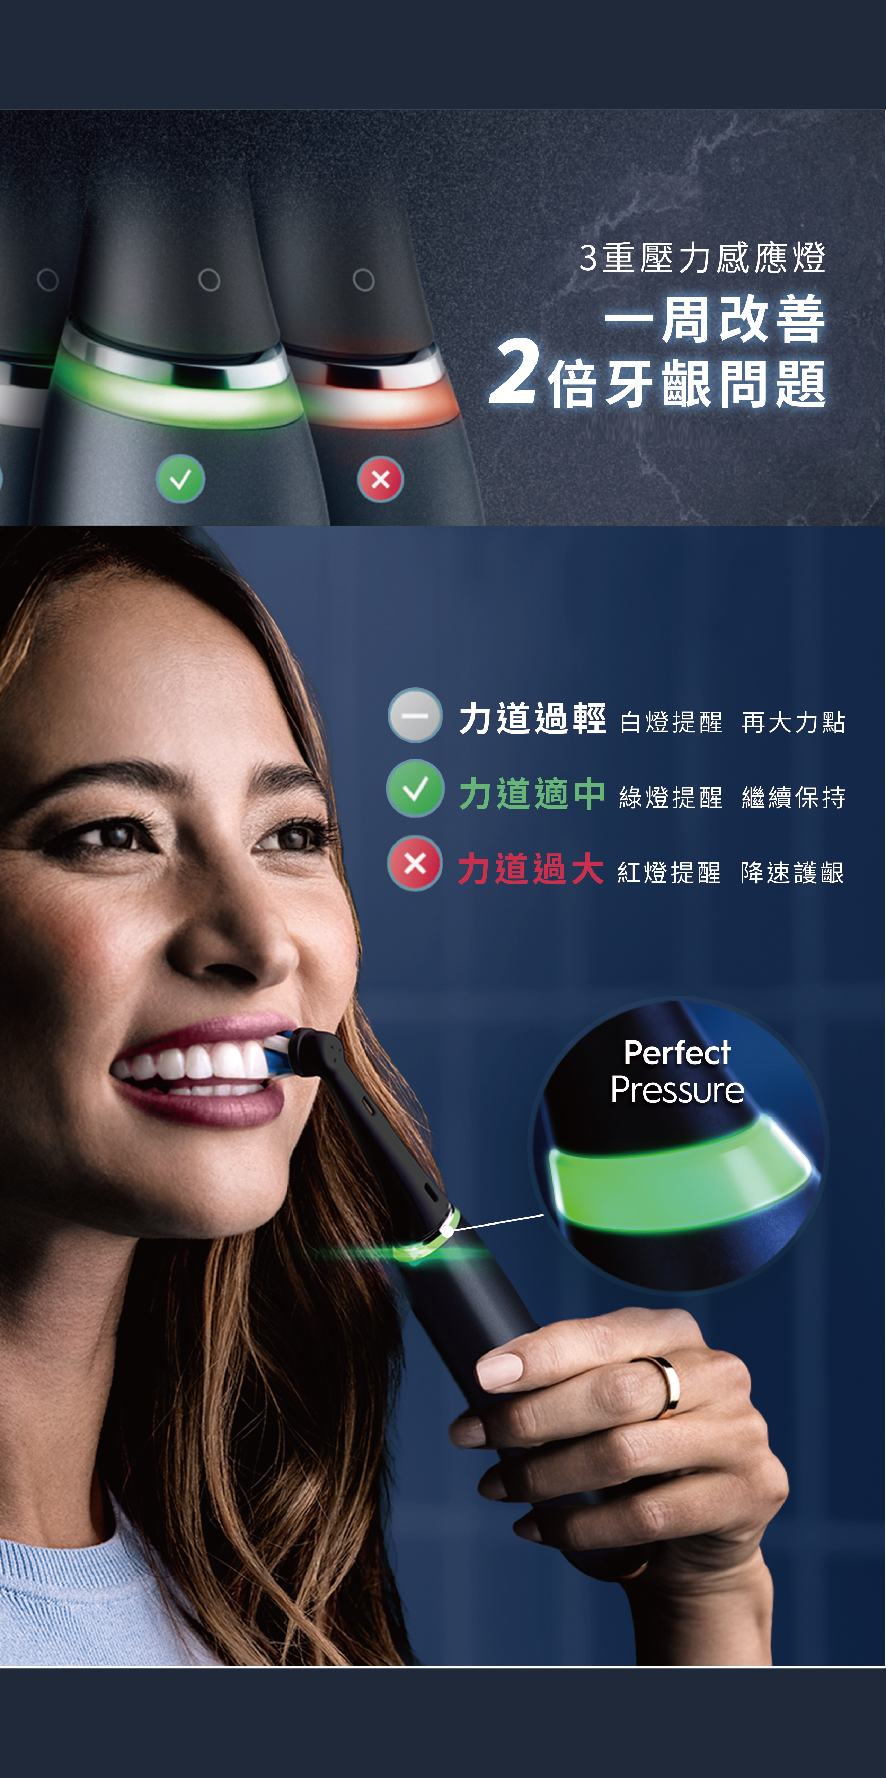 3重壓力感應燈
一周改善
2倍牙齦問題
力道過輕 白燈提醒 再大力點
力道適中 綠燈提醒 繼續保持
力道過大 紅燈提醒 降速護齦
Perfect
Pressure